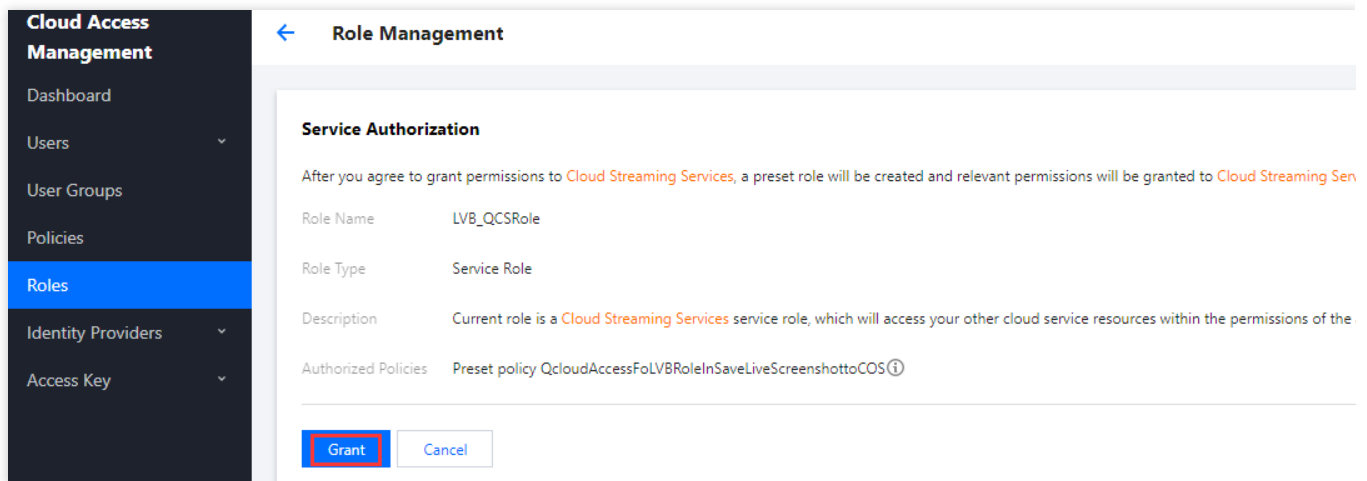 Cloud Access
Management
Dashboard
Users
User Groups
Policies
Roles
Identity Providers
Access Key
Role Management
Service Authorization
After you agree to grant permissions to Cloud Streaming Services, a preset role will be created and relevant permissions will be granted to Cloud Streaming Ser
Role Name LVB_QCSRole
Role Type Service Role
Description Current role is a Cloud Streaming Services service role, which will access your other cloud service resources within the permissions of the
Authorized Policies Preset policy QcloudAccessFoLVBRoleInSaveLiveScreenshottoCOS
Grant Cancel